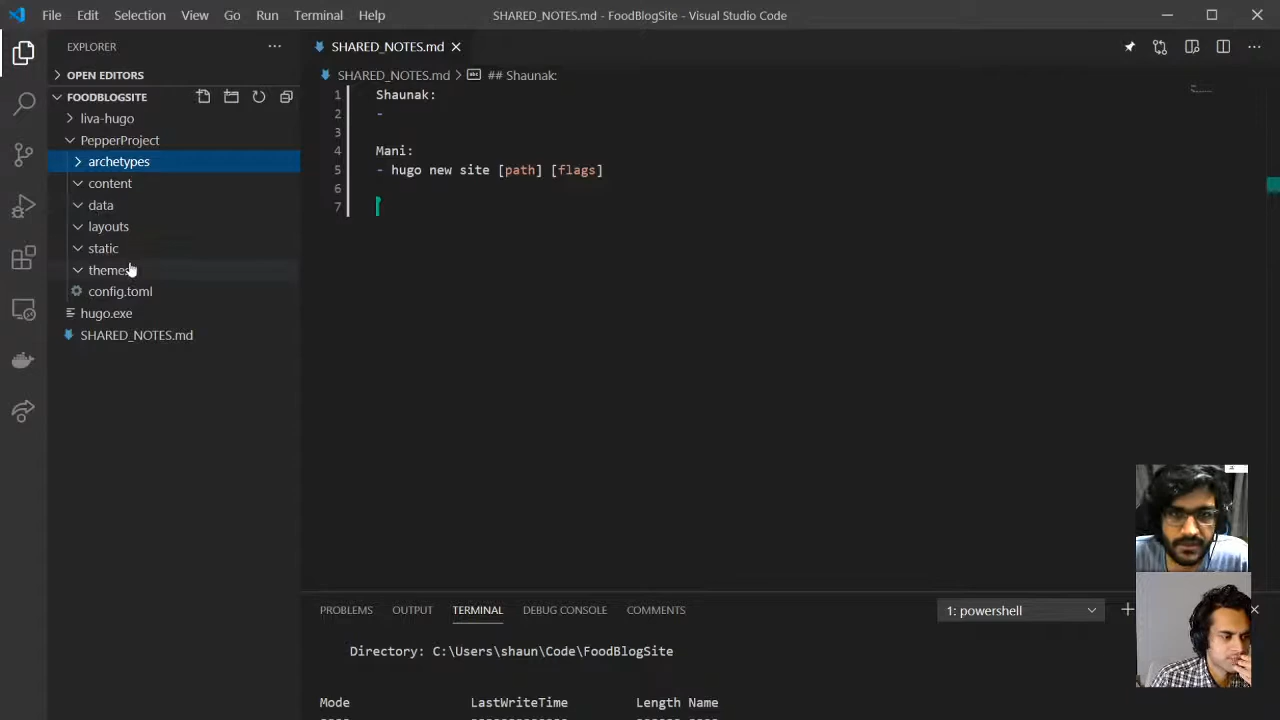 File Edit Selection View Go Run Terminal Help SHARED_NOTES.md - FoodBlogSite - Visual Studio Code
EXPLORER
OPEN EDITORS
FOODBLOGSITE
liva-hugo
PepperProject
archetypes
content
data
layouts
static
themes
config.toml
hugo.exe
SHARED_NOTES.md
SHARED_NOTES.md
SHARED_NOTES.md > ## Shaunak:
1 Shaunak:
2 -
3
4 Mani:
5 - hugo new site [path] [flags]
6
7
PROBLEMS OUTPUT TERMINAL DEBUG CONSOLE COMMENTS 1: powershell
Directory: C:\Users\shaun\Code\FoodBlogSite
Mode LastWriteTime Length Name